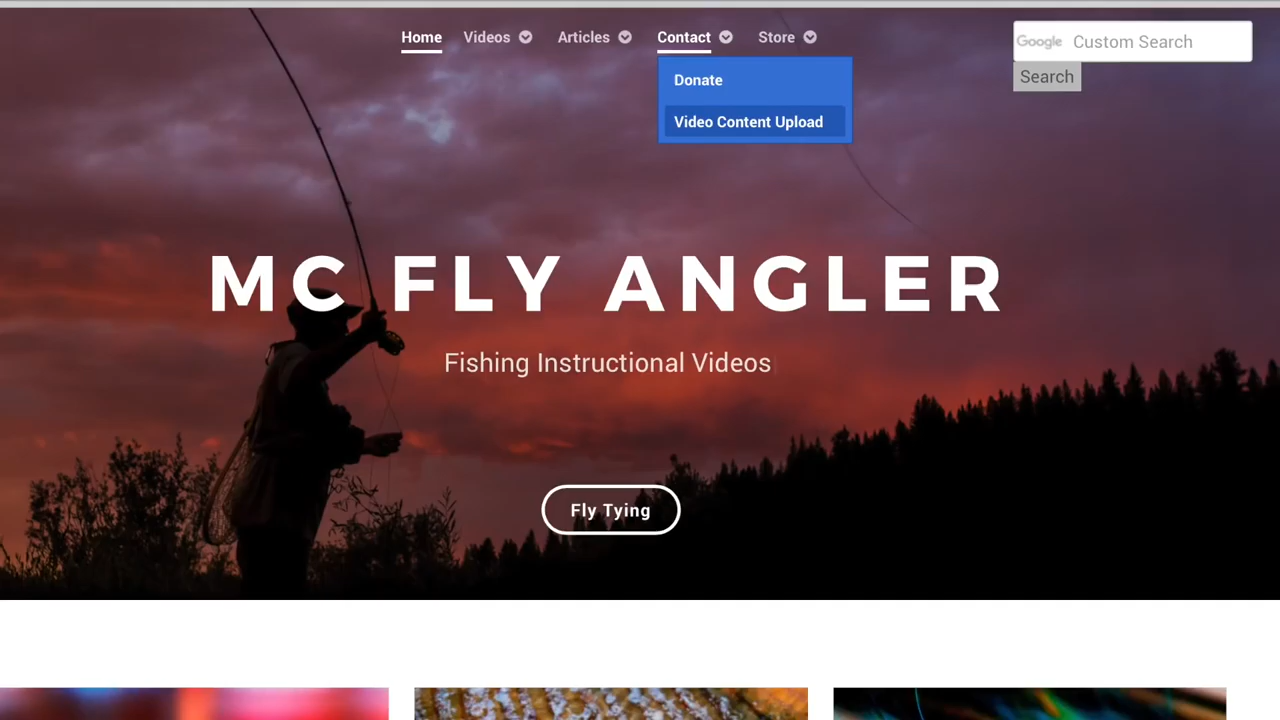 Home Videos Articles Contact Store
Google Custom Search
Search
Donate
Video Content Upload
MC FLY ANGLER
Fishing Instructional Videos
Fly Tying